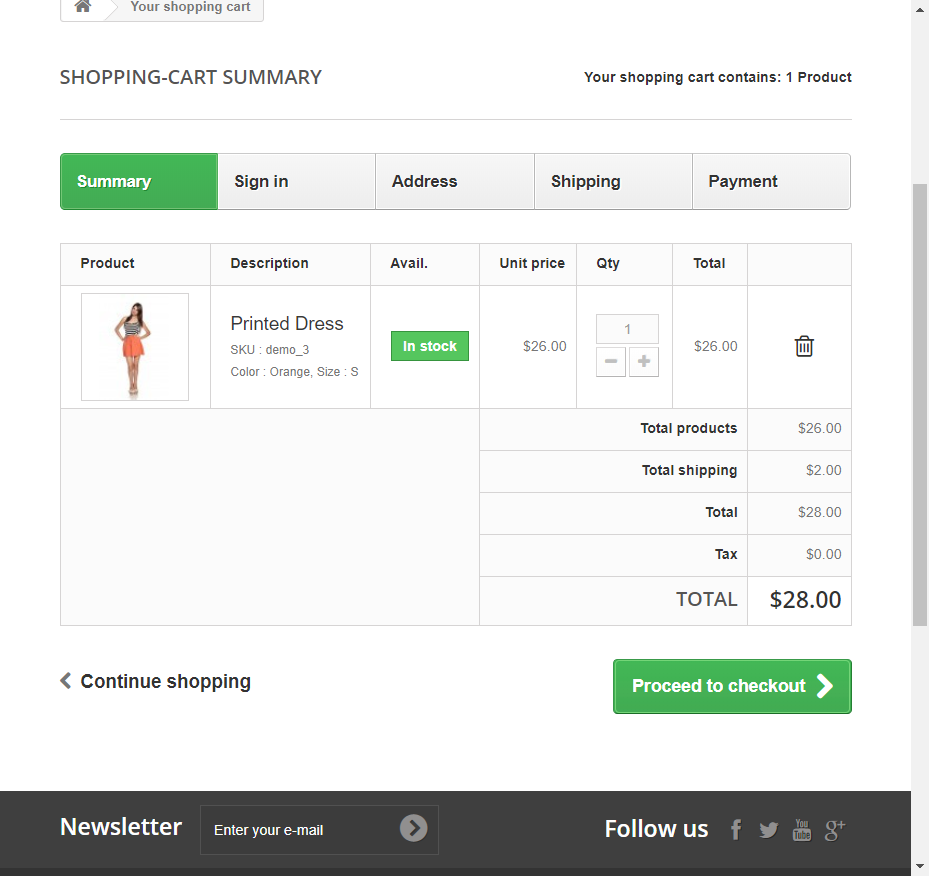 Your shopping cart
SHOPPING-CART SUMMARY
Your shopping cart contains: 1 Product
Summary
Sign in
Address
Shipping
Payment
Product
Description
Avail.
Unit price
Qty
Total
Printed Dress
SKU : demo_3
Color : Orange, Size : S
In stock
$26.00
1
$26.00
Total products $26.00
Total shipping $2.00
Total $28.00
Tax $0.00
TOTAL $28.00
Continue shopping
Proceed to checkout
Newsletter
Enter your e-mail
Follow us
You
Tube